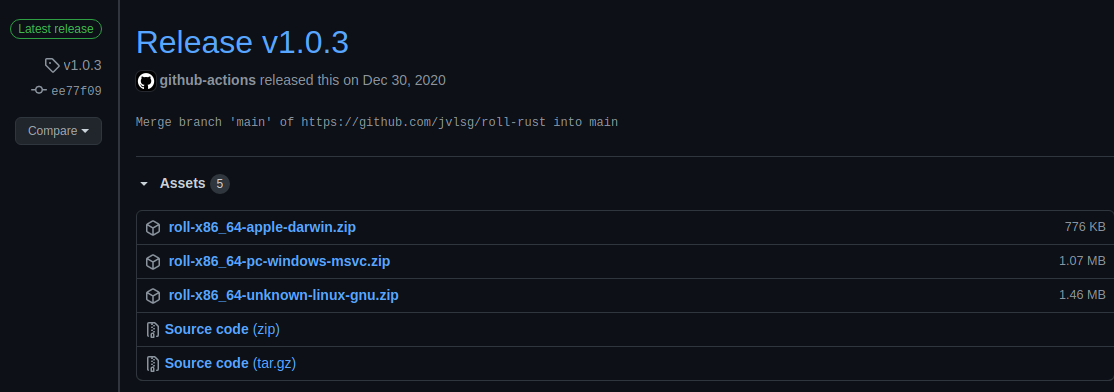 Latest release
v1.0.3
ee77f09
Compare
Release v1.0.3
github-actions released this on Dec 30, 2020
Merge branch 'main' of https://github.com/jvlsg/roll-rust into main
Assets 5
roll-x86_64-apple-darwin.zip 776 KB
roll-x86_64-pc-windows-msvc.zip 1.07 MB
roll-x86_64-unknown-linux-gnu.zip 1.46 MB
Source code (zip)
Source code (tar.gz)